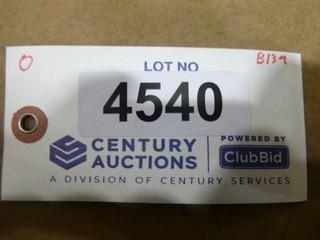 O
B139
LOT NO
4540
CENTURY
AUCTIONS
POWERED BY
ClubBid
A DIVISION OF CENTURY SERVICES